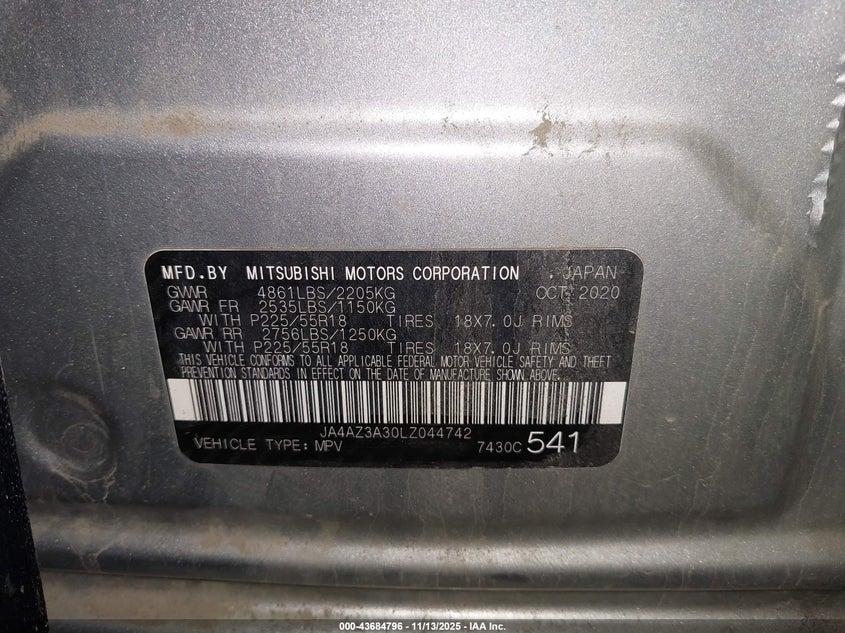 MFD.BY MITSUBISHI MOTORS CORPORATION . JAPAN
GVWR 4861LBS/2205KG OCT 2020
GAWR FR 2535LBS/1150KG
WITH P225/55R18 TIRES 18X7.0J RIMS
GAWR RR 2756LBS/1250KG
WITH P225/55R18 TIRES 18X7.0J RIMS
THIS VEHICLE CONFORMS TO ALL APPLICABLE FEDERAL MOTOR VEHICLE SAFETY AND THEFT
PREVENTION STANDARDS IN EFFECT ON THE DATE OF MANUFACTURE SHOWN ABOVE.
JA4AZ3A30LZ044742
VEHICLE TYPE: MPV 7430C 541
000-43684796 - 11/13/2025 - IAA Inc.